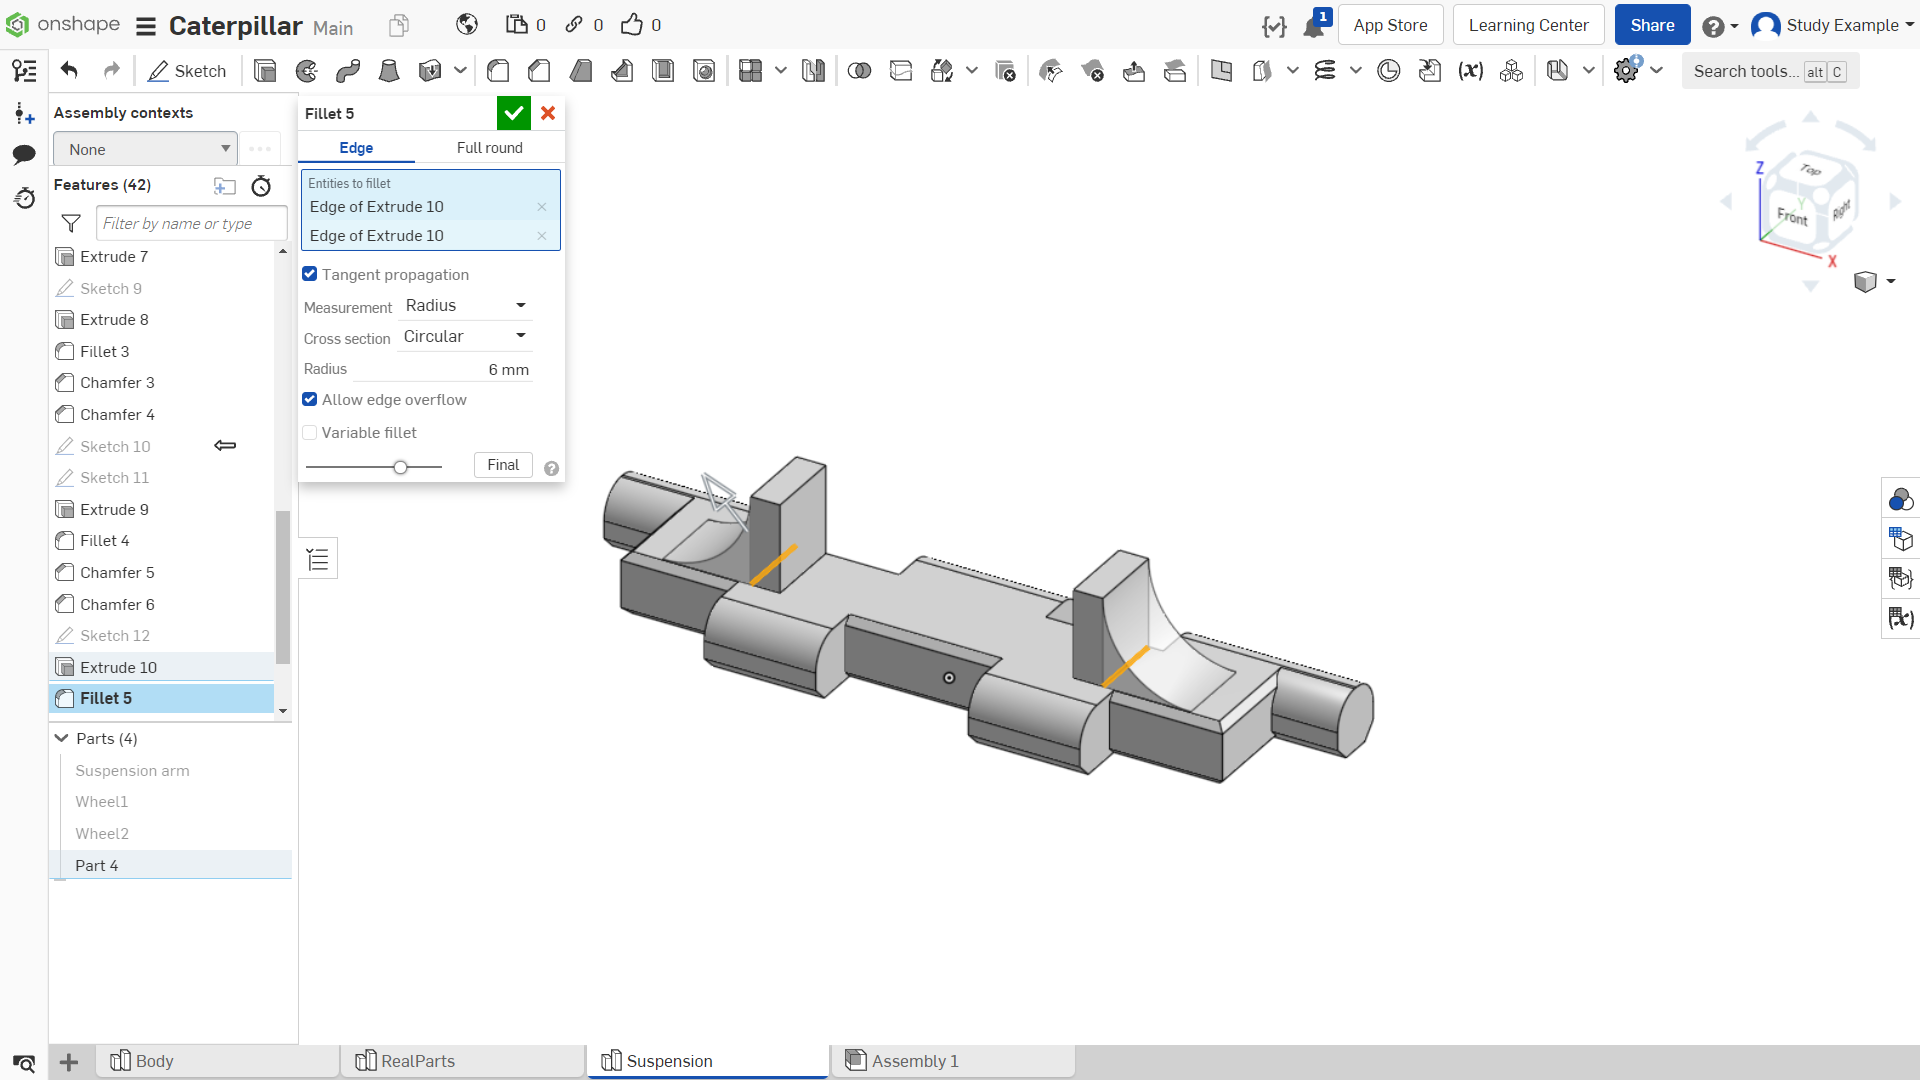 onshape Caterpillar Main 0 0 0 1 App Store Learning Center Share Study Example
Sketch Search tools... alt C
Assembly contexts
None
Features (42)
Filter by name or type
Extrude 7
Sketch 9
Extrude 8
Fillet 3
Chamfer 3
Chamfer 4
Sketch 10
Sketch 11
Extrude 9
Fillet 4
Chamfer 5
Chamfer 6
Sketch 12
Extrude 10
Fillet 5
Parts (4)
Suspension arm
Wheel1
Wheel2
Part 4
Fillet 5
Edge Full round
Entities to fillet
Edge of Extrude 10
Edge of Extrude 10
Tangent propagation
Measurement Radius
Cross section Circular
Radius 6 mm
Allow edge overflow
Variable fillet
Final
Z
Top
Y
Front Right
X
Body RealParts Suspension Assembly 1